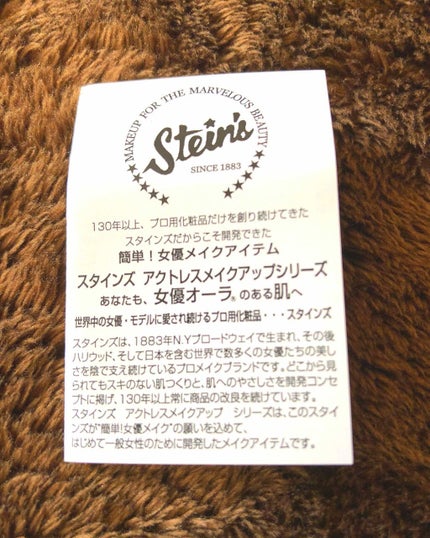 MAKEUP FOR THE MARVELOUS BEAUTY
Stein's
SINCE 1883
130年以上、プロ用化粧品だけを創り続けてきた
スタインズだからこそ開発できた
簡単!女優メイクアイテム
スタインズ アクトレスメイクアップシリーズ
あなたも、女優オーラ®のある肌へ
世界中の女優・モデルに愛され続けるプロ用化粧品・・・スタインズ
スタインズは、1883年N.Yブロードウェイで生まれ、その後
ハリウッド、そして日本を含む世界で数多くの女優たちの美し
さを陰で支え続けているプロメイクブランドです。どこから見
られてもスキのない肌つくりと、肌へのやさしさを開発コンセ
プトに掲げ、130年以上常に商品の改良を続けています。
スタインズ アクトレスメイクアップ シリーズは、このスタイ
ンズが"簡単!女優メイク"の願いを込めて、
はじめて一般女性のために開発したメイクアイテムです。